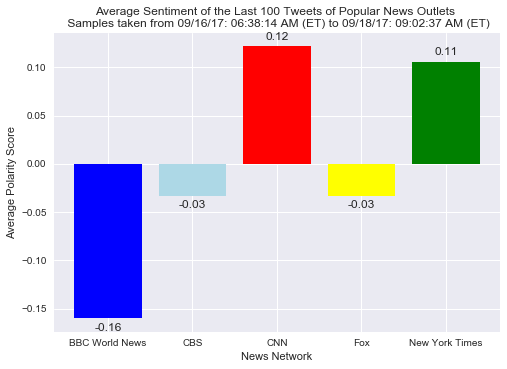 Average Sentiment of the Last 100 Tweets of Popular News Outlets
Samples taken from 09/16/17: 06:38:14 AM (ET) to 09/18/17: 09:02:37 AM (ET)
0.12
0.11
0.10
0.05
0.00
-0.03
-0.03
−0.05
−0.10
−0.15
-0.16
Average Polarity Score
BBC World News
CBS
CNN
Fox
New York Times
News Network